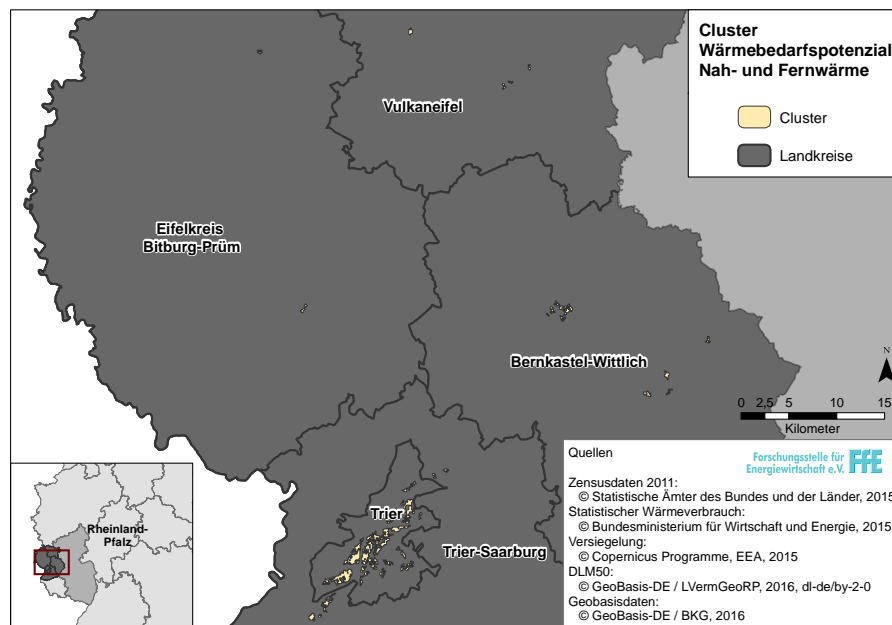 Cluster
Wärmebedarfspotenzial
Nah- und Fernwärme
Cluster
Landkreise
Vulkaneifel
Eifelkreis
Bitburg-Prüm
Bernkastel-Wittlich
Trier
Trier-Saarburg
N
0 2,5 5 10 15
Kilometer
Rheinland-
Pfalz
Quellen
Forschungsstelle für
Energiewirtschaft e.V. FfE
Zensusdaten 2011:
© Statistische Ämter des Bundes und der Länder, 2015
Statistischer Wärmeverbrauch:
© Bundesministerium für Wirtschaft und Energie, 2015
Versiegelung:
© Copernicus Programme, EEA, 2015
DLM50:
© GeoBasis-DE / LVermGeoRP, 2016, dl-de/by-2-0
Geobasisdaten:
© GeoBasis-DE / BKG, 2016